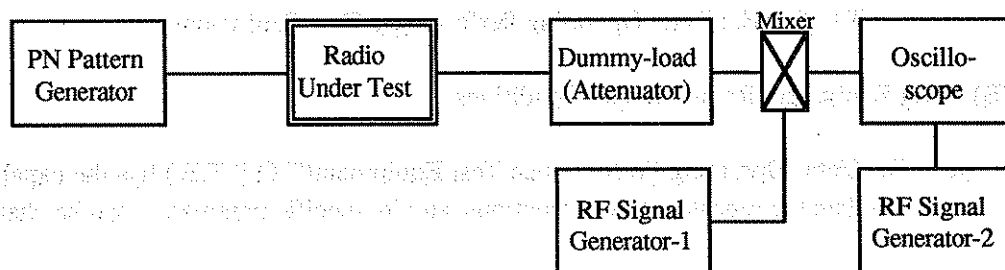 Mixer
PN Pattern
Generator
Radio
Under Test
Dummy-load
(Attenuator)
Oscillo-
scope
RF Signal
Generator-1
RF Signal
Generator-2